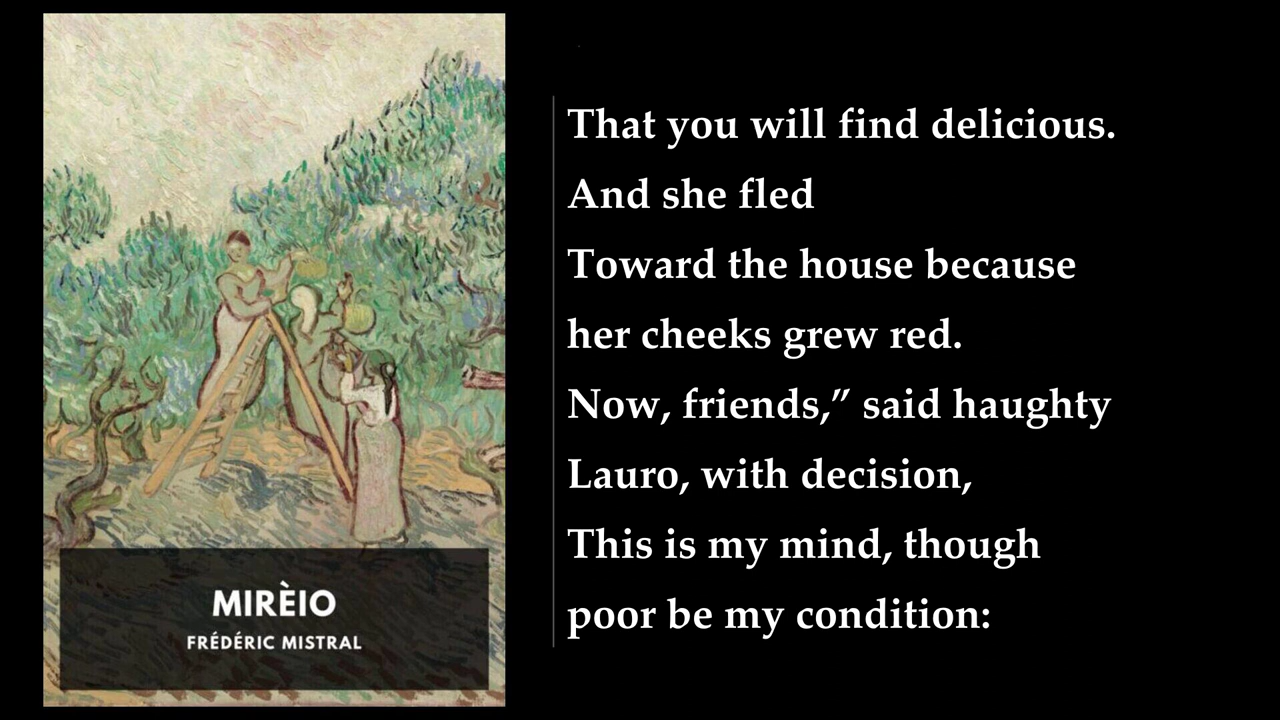 MIRÈIO
FRÉDÉRIC MISTRAL
That you will find delicious.
And she fled
Toward the house because
her cheeks grew red.
Now, friends,” said haughty
Lauro, with decision,
This is my mind, though
poor be my condition: